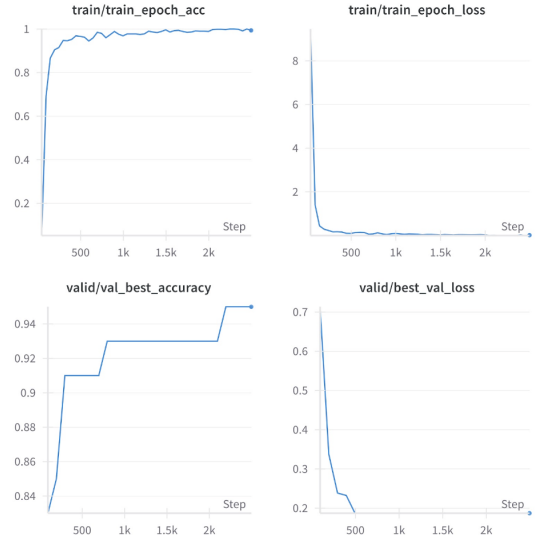 train/train_epoch_acc
1
0.8
0.6
0.4
0.2
Step
500 1k 1.5k 2k
train/train_epoch_loss
8
6
4
2
Step
500 1k 1.5k 2k
valid/val_best_accuracy
0.94
0.92
0.9
0.88
0.86
0.84
Step
500 1k 1.5k 2k
valid/best_val_loss
0.7
0.6
0.5
0.4
0.3
0.2
Step
500 1k 1.5k 2k